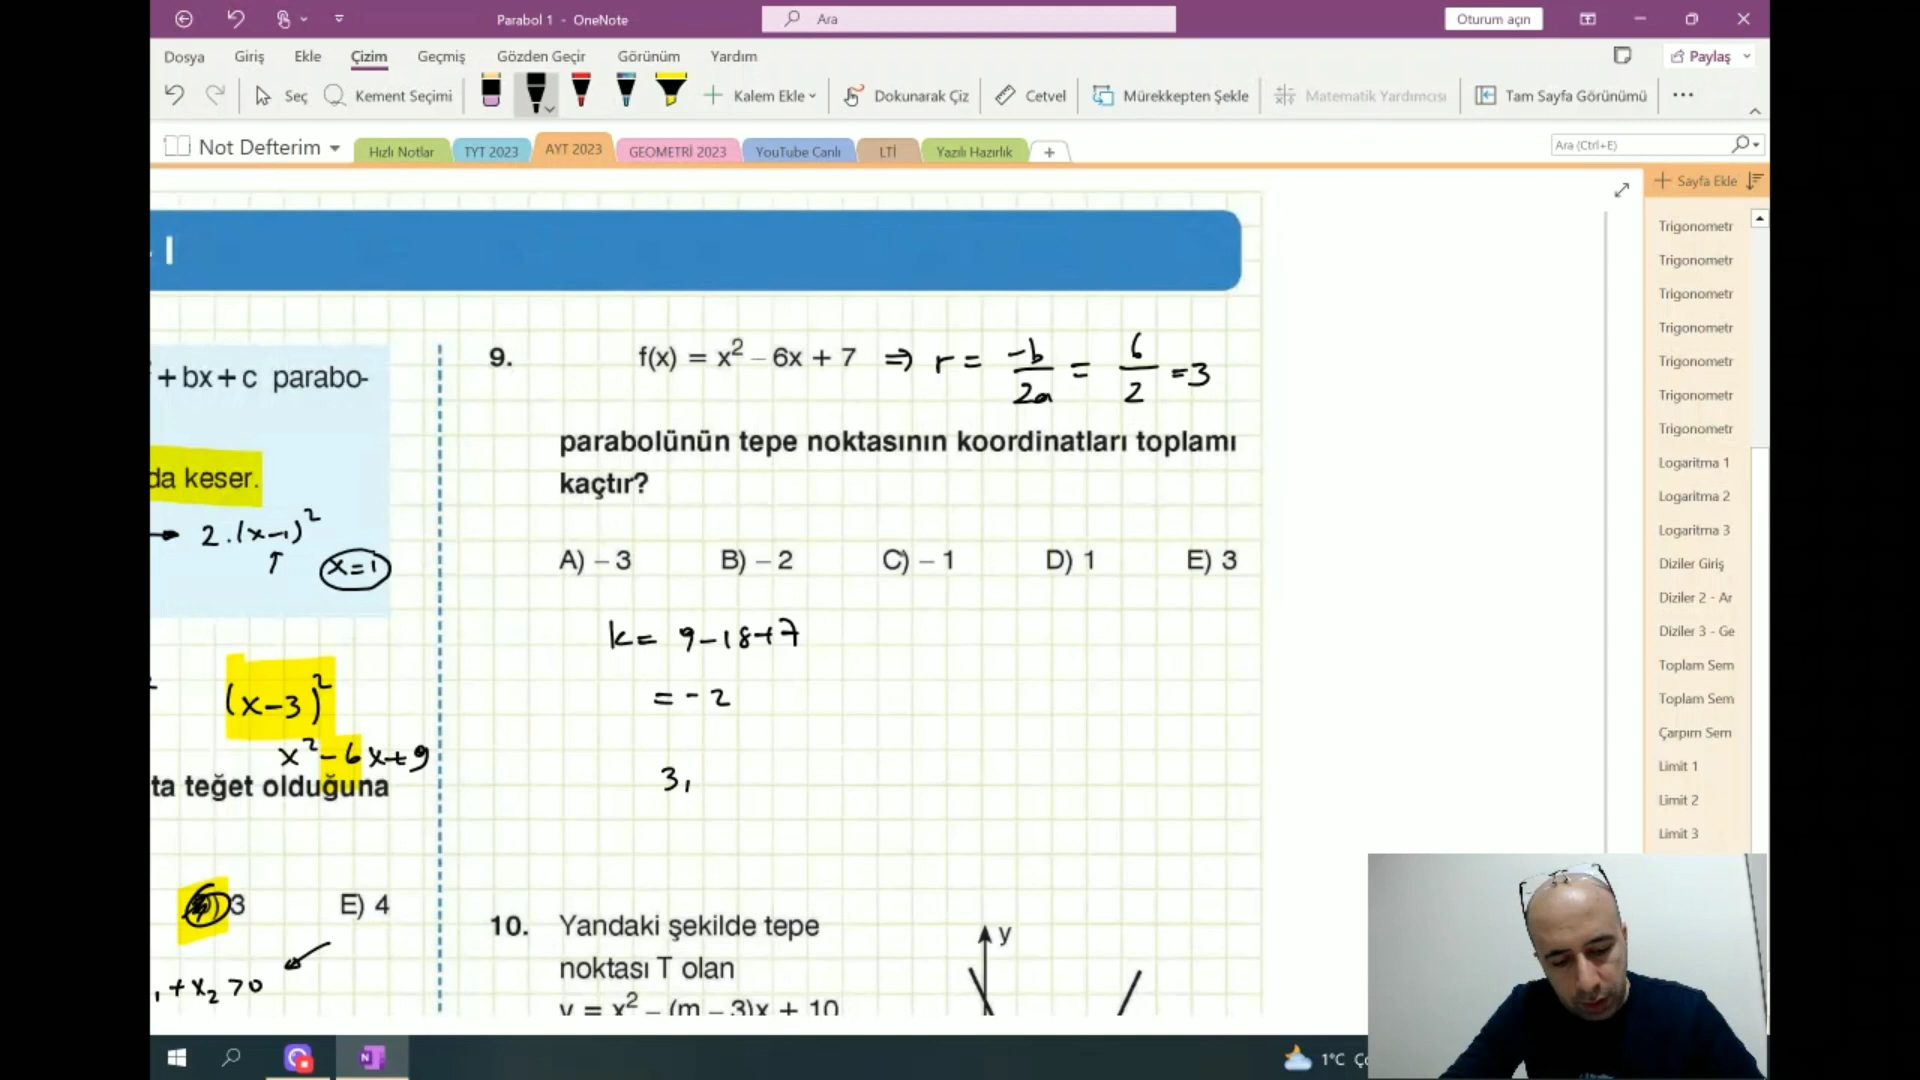 Parabol 1 - OneNote
Ara
Oturum açın
Dosya Giriş Ekle Çizim Geçmiş Gözden Geçir Görünüm Yardım
Paylaş
Seç Kement Seçimi Kalem Ekle Dokunarak Çiz Cetvel Mürekkepten Şekle Matematik Yardımcısı Tam Sayfa Görünümü
Not Defterim Hızlı Notlar TYT 2023 AYT 2023 GEOMETRİ 2023 YouTube Canlı LTİ Yazılı Hazırlık
Ara (Ctrl+E)
Sayfa Ekle
Trigonometr
Trigonometr
Trigonometr
Trigonometr
Trigonometr
Trigonometr
Trigonometr
Logaritma 1
Logaritma 2
Logaritma 3
Diziler Giriş
Diziler 2 - Ar
Diziler 3 - Ge
Toplam Sem
Toplam Sem
Çarpım Sem
Limit 1
Limit 2
Limit 3
I
+ bx + c parabo-
da keser.
→ 2.(x-1)²
↑ x=1
(x-3)²
x²-6x+9
ta teğet olduğuna
3 E) 4
+ x₂ >0
9. f(x) = x² – 6x + 7 ⇒ r = -b/2a = 6/2 = 3
parabolünün tepe noktasının koordinatları toplamı
kaçtır?
A) – 3 B) – 2 C) – 1 D) 1 E) 3
k = 9-18+7
= -2
3,
10. Yandaki şekilde tepe
noktası T olan
y = x² – (m – 3)x + 10
y
1°C